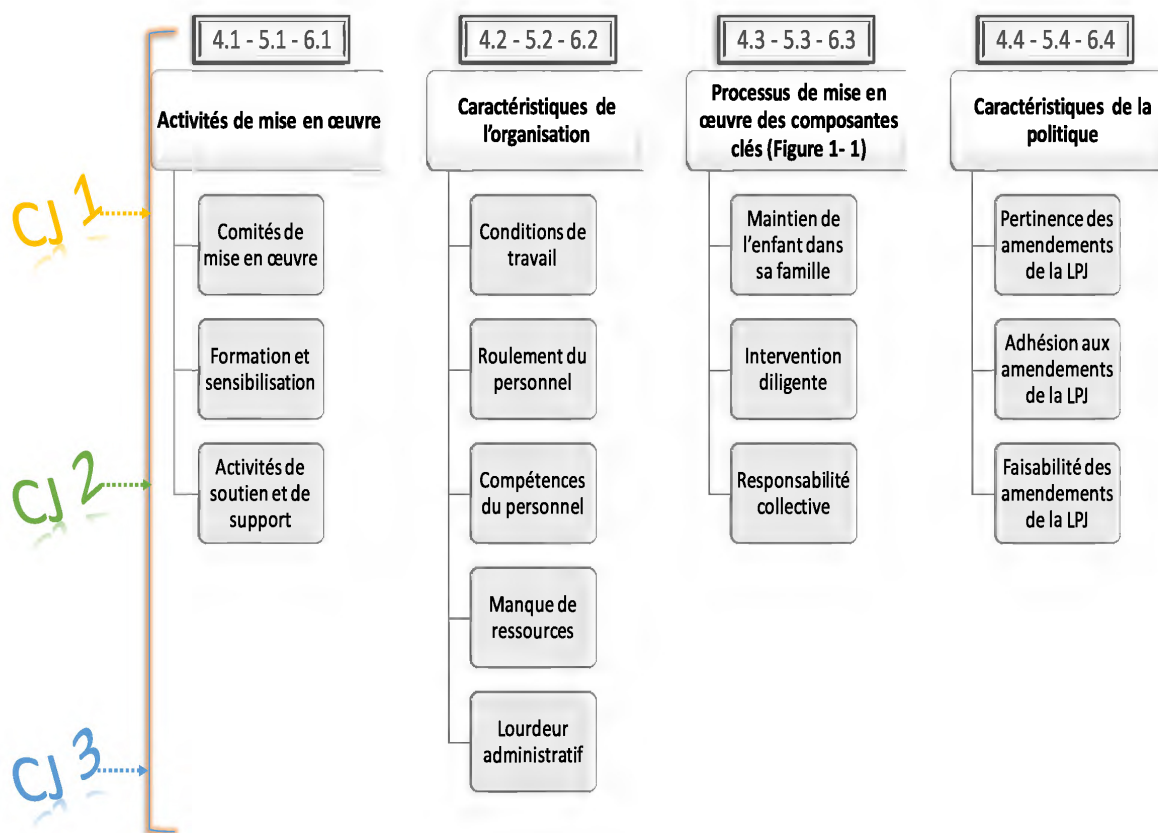 4.1 - 5.1 - 6.1
Activités de mise en œuvre
Comités de
mise en œuvre
Formation et
sensibilisation
Activités de
soutien et de
support
4.2 - 5.2 - 6.2
Caractéristiques de
l'organisation
Conditions de
travail
Roulement du
personnel
Compétences
du personnel
Manque de
ressources
Lourdeur
administratif
4.3 - 5.3 - 6.3
Processus de mise en
œuvre des composantes
clés (Figure 1- 1)
Maintien de
l'enfant dans
sa famille
Intervention
diligente
Responsabilité
collective
4.4 - 5.4 - 6.4
Caractéristiques de la
politique
Pertinence des
amendements
de la LPJ
Adhésion aux
amendements
de la LPJ
Faisabilité des
amendements
de la LPJ
CJ 1
CJ 2
CJ 3